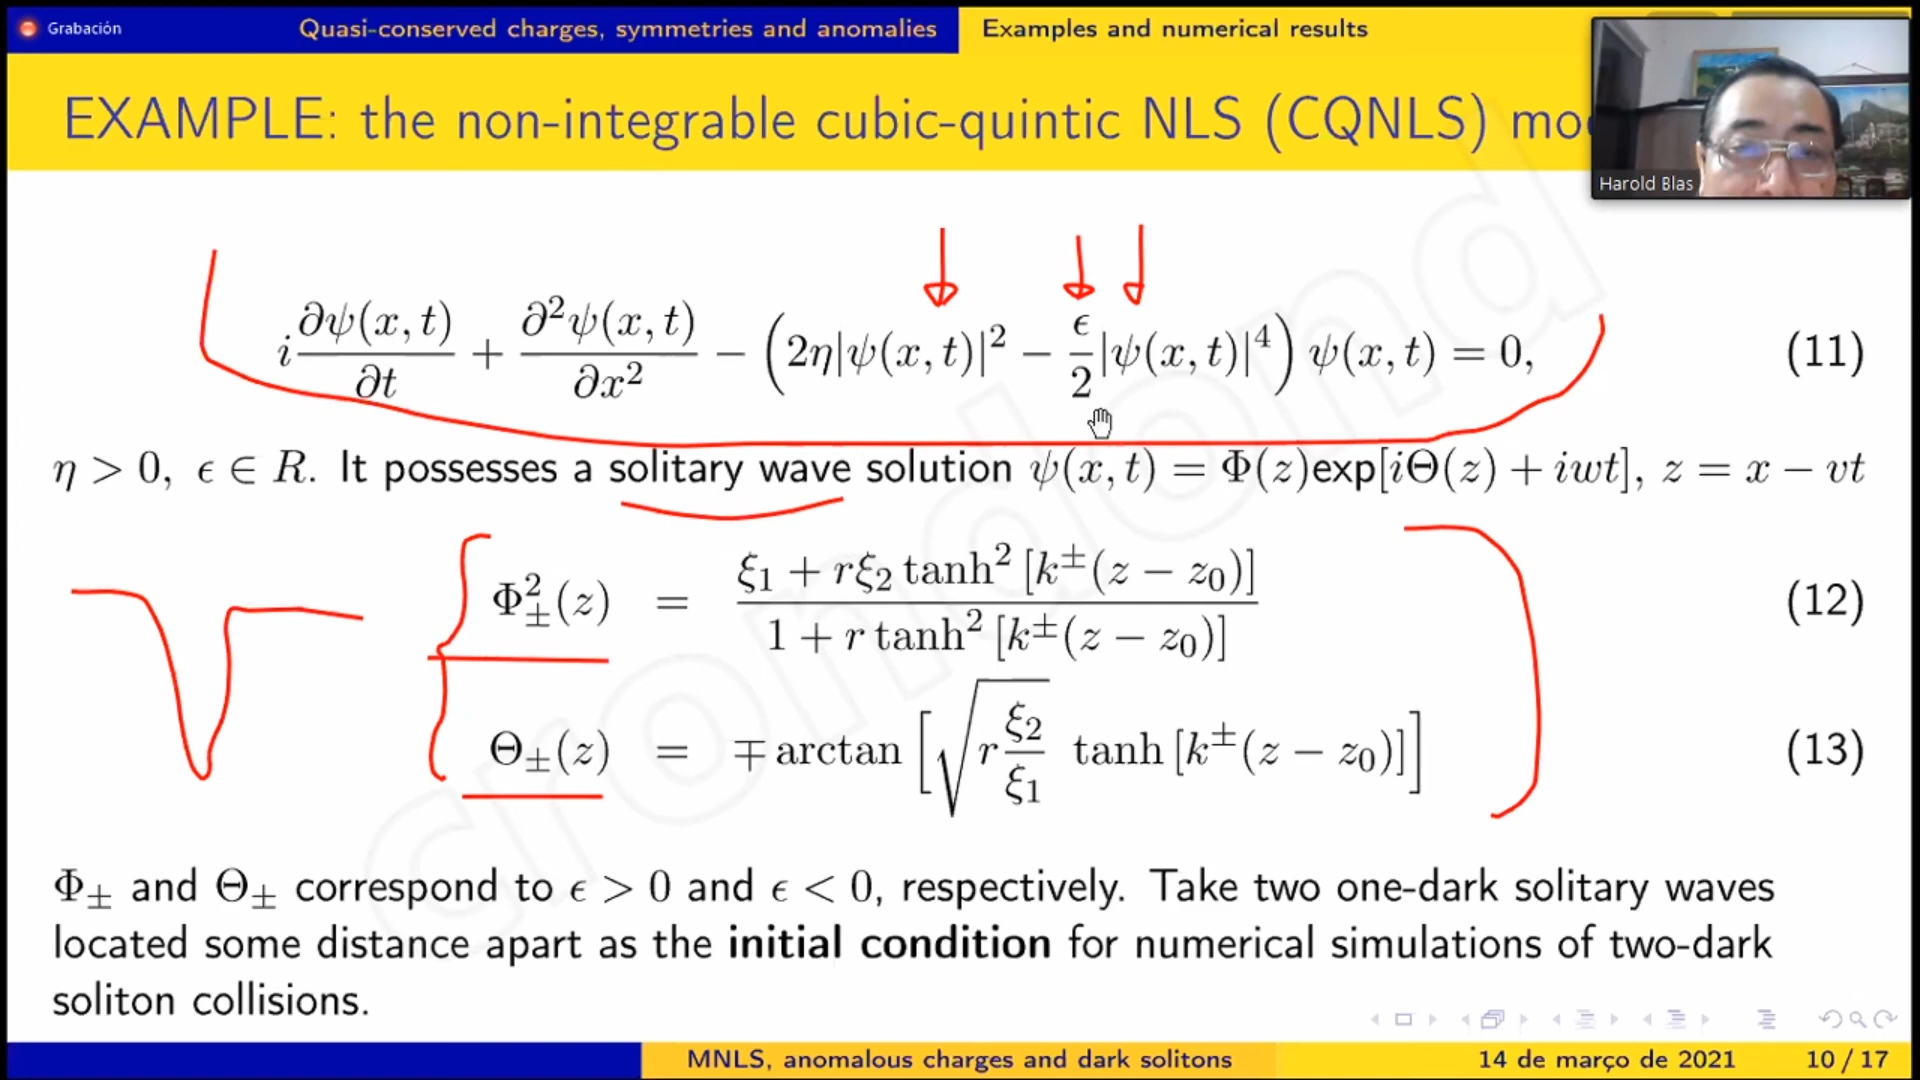 Grabación
Quasi-conserved charges, symmetries and anomalies
Examples and numerical results
EXAMPLE: the non-integrable cubic-quintic NLS (CQNLS)
Harold Blas
i ∂ψ(x, t)/∂t + ∂²ψ(x, t)/∂x² − (2η|ψ(x, t)|² − ϵ/2 |ψ(x, t)|⁴) ψ(x, t) = 0, (11)
η > 0, ϵ ∈ R. It possesses a solitary wave solution ψ(x, t) = Φ(z)exp[iΘ(z) + iwt], z = x − vt
Φ²±(z) = (ξ₁ + rξ₂ tanh² [k^±(z − z₀)]) / (1 + r tanh² [k^±(z − z₀)]) (12)
Θ±(z) = ∓ arctan [√(r ξ₂/ξ₁) tanh [k^±(z − z₀)]] (13)
Φ± and Θ± correspond to ϵ > 0 and ϵ < 0, respectively. Take two one-dark solitary waves
located some distance apart as the initial condition for numerical simulations of two-dark
soliton collisions.
crondond
MNLS, anomalous charges and dark solitons
14 de março de 2021
10 / 17